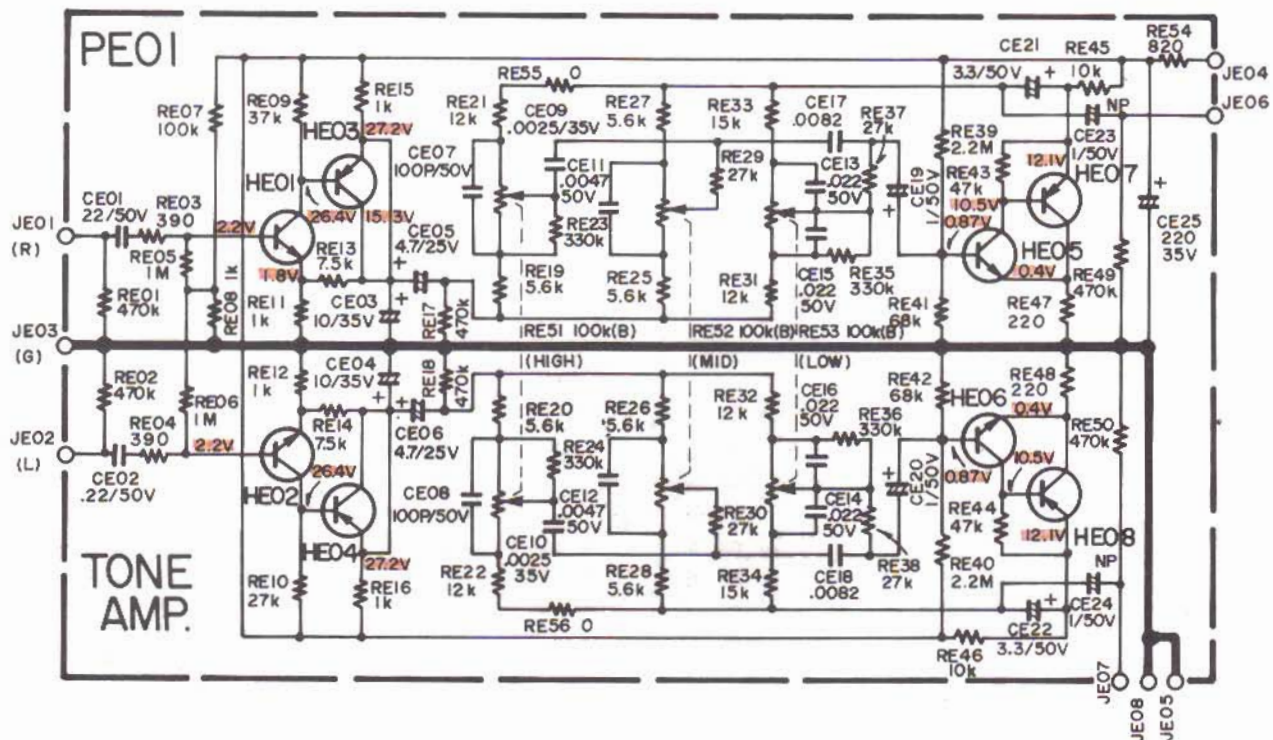 PE01
TONE
AMP.
JE01
(R)
JE03
(G)
JE02
(L)
CE01
22/50V
RE03
390
RE05
1M
RE01
470k
RE07
100k
RE08 1k
RE09
37k
RE15
1k
HE03
27.2V
HE01
2.2V
26.4V
15.13V
1.8V
RE13
7.5k
RE11
1k
CE03
10/35V
CE05
4.7/25V
RE17
470k
CE07
100P/50V
RE55 0
RE21
12k
CE09
.0025/35V
CE11
.0047
50V
RE23
330k
RE19
5.6k
RE27
5.6k
RE25
5.6k
RE29
27k
RE33
15k
RE31
12k
CE17
.0082
RE37
27k
CE13
.022
50V
CE15
.022
50V
RE35
330k
CE19
1/50V
RE39
2.2M
RE41
68k
RE43
47k
10.5V
0.87V
12.1V
HE07
HE05
0.4V
RE47
220
CE21
3.3/50V
RE45
10k
NP
CE23
1/50V
RE49
470k
CE25
220
35V
RE54
820
JE04
JE06
RE51 100k(B)
(HIGH)
RE52 100k(B)
(MID)
RE53 100k(B)
(LOW)
RE02
470k
RE04
390
CE02
.22/50V
RE06
1M
2.2V
RE12
1k
CE04
10/35V
RE18
470k
RE14
7.5k
CE06
4.7/25V
26.4V
HE02
HE04
27.2V
RE10
27k
RE16
1k
CE08
100P/50V
RE20
5.6k
RE24
330k
CE12
.0047
50V
CE10
.0025
35V
RE22
12k
RE56 0
RE26
5.6k
RE28
5.6k
RE30
27k
RE32
12k
RE34
15k
CE16
.022
50V
RE36
330k
CE14
.022
50V
CE18
.0082
RE38
27k
CE20
1/50V
RE42
68k
RE40
2.2M
HE06
0.87V
RE48
220
0.4V
10.5V
RE44
47k
12.1V
HE08
RE50
470k
NP
CE24
1/50V
CE22
3.3/50V
RE46
10k
JE07
JE08
JE05